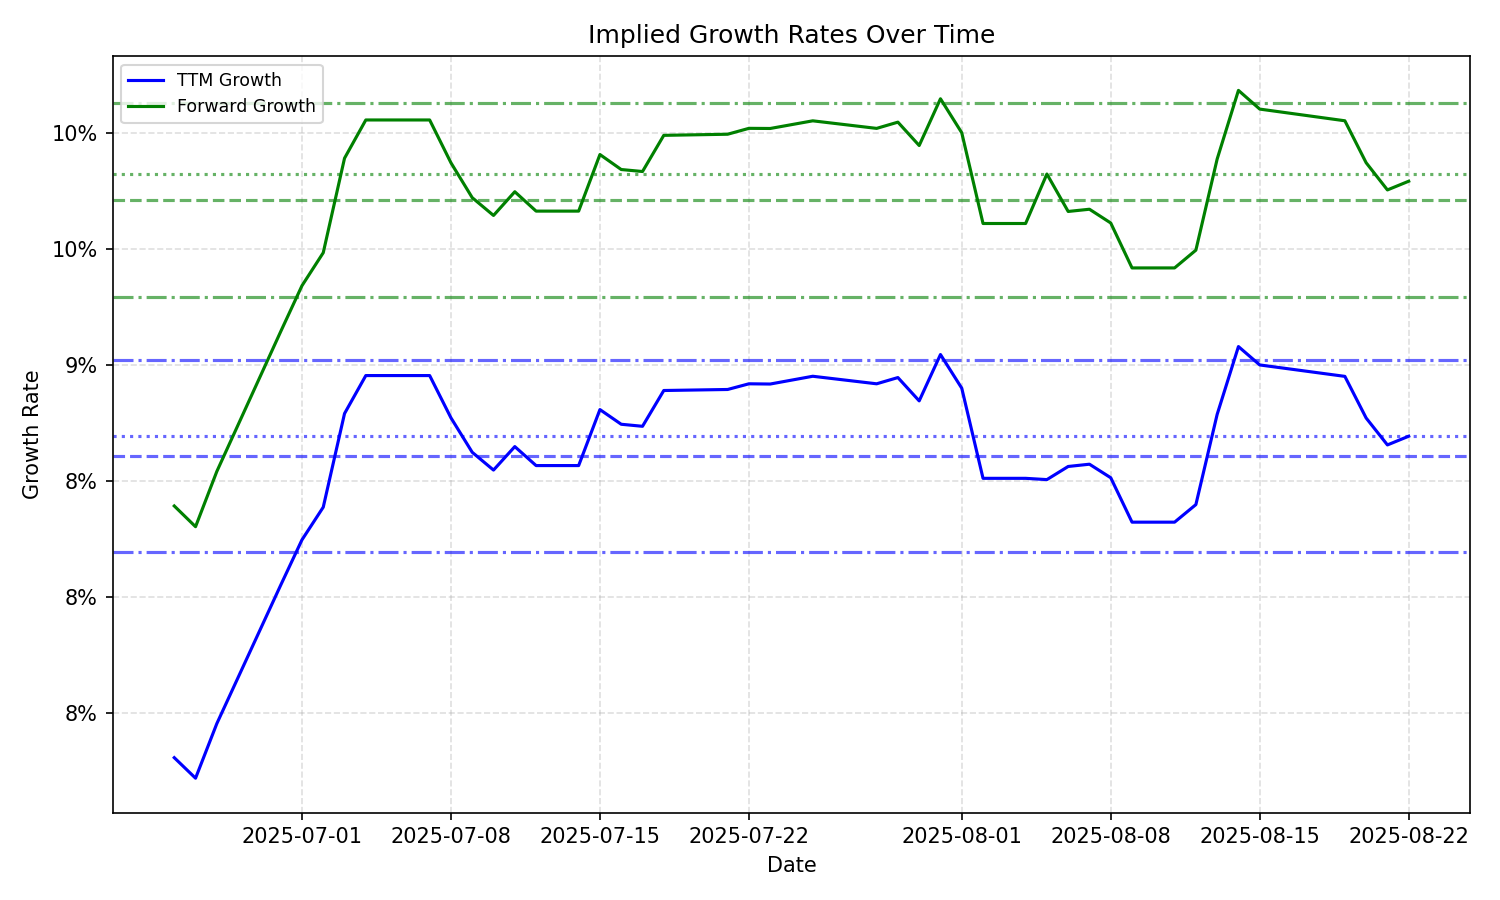 Implied Growth Rates Over Time
TTM Growth
Forward Growth
10%
10%
9%
8%
8%
8%
Growth Rate
2025-07-01
2025-07-08
2025-07-15
2025-07-22
2025-08-01
2025-08-08
2025-08-15
2025-08-22
Date